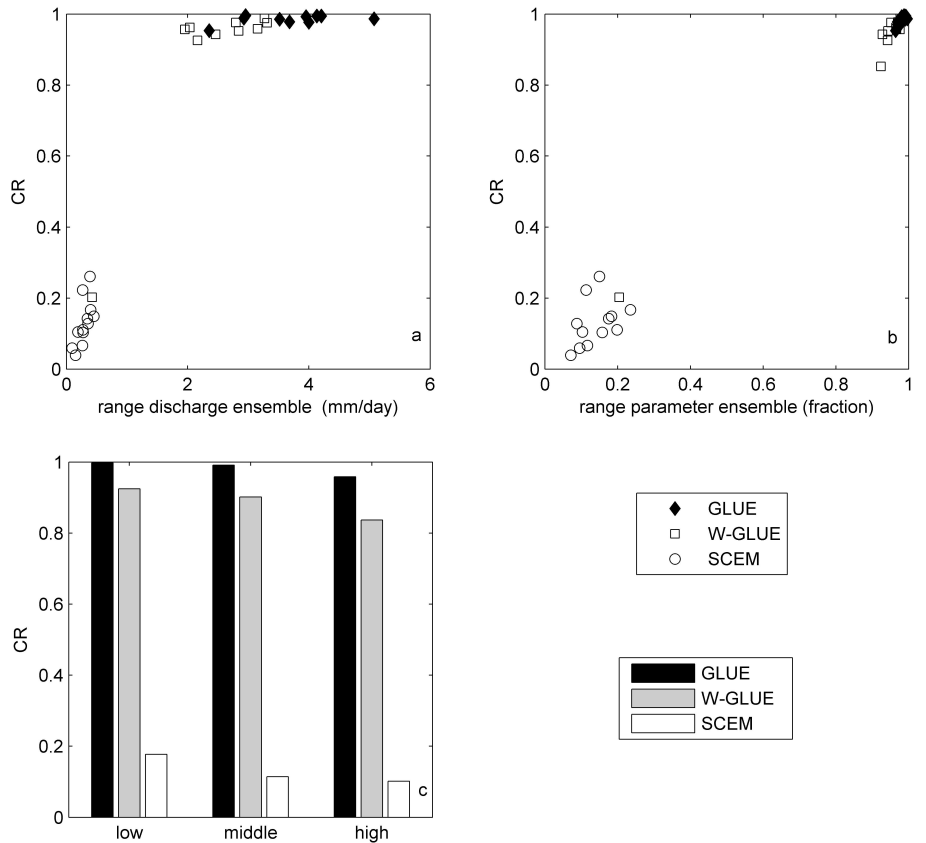 1
0.8
0.6
0.4
0.2
0
CR
a
0 2 4 6
range discharge ensemble (mm/day)
1
0.8
0.6
0.4
0.2
0
CR
b
0 0.2 0.4 0.6 0.8 1
range parameter ensemble (fraction)
1
0.8
0.6
0.4
0.2
0
CR
c
low middle high
GLUE
W-GLUE
SCEM
GLUE
W-GLUE
SCEM